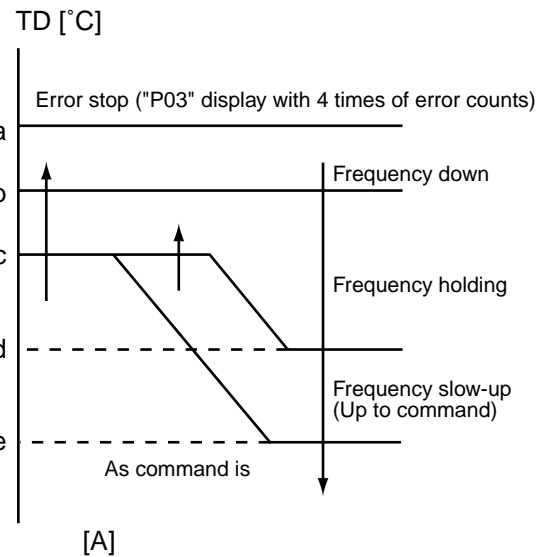 TD [˚C]
Error stop ("P03" display with 4 times of error counts)
a
Frequency down
c
Frequency holding
d
Frequency slow-up
(Up to command)
e
As command is
[A]